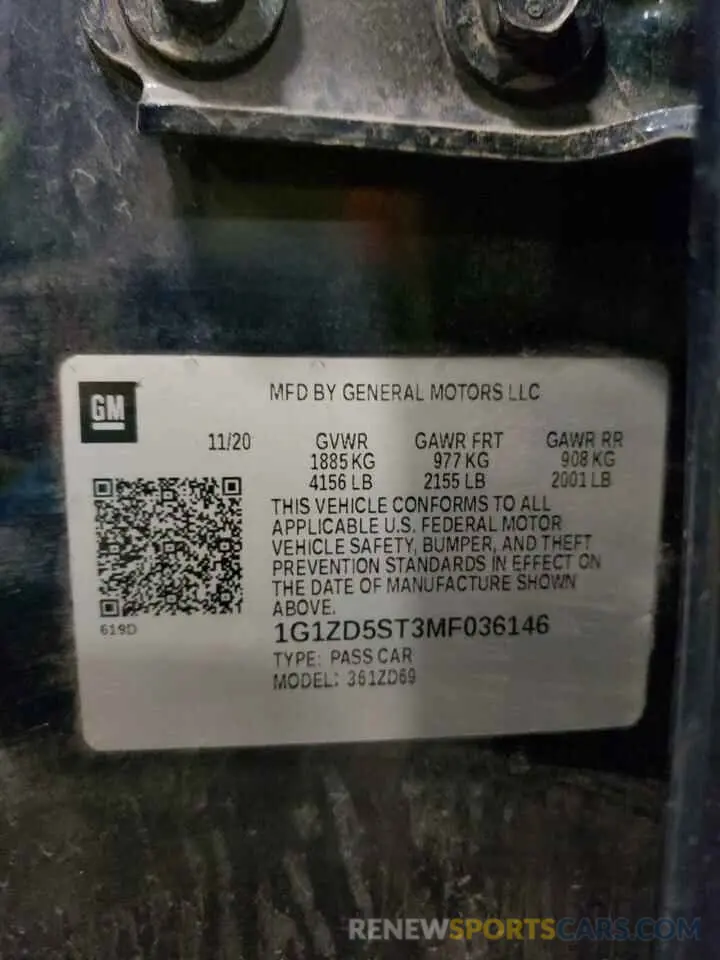 MFD BY GENERAL MOTORS LLC
GM
11/20 GVWR GAWR FRT GAWR RR
1885 KG 977 KG 908 KG
4156 LB 2155 LB 2001 LB
THIS VEHICLE CONFORMS TO ALL
APPLICABLE U.S. FEDERAL MOTOR
VEHICLE SAFETY, BUMPER, AND THEFT
PREVENTION STANDARDS IN EFFECT ON
THE DATE OF MANUFACTURE SHOWN
ABOVE.
619D
1G1ZD5ST3MF036146
TYPE: PASS CAR
MODEL: 361ZD69
RENEWSPORTSCARS.COM